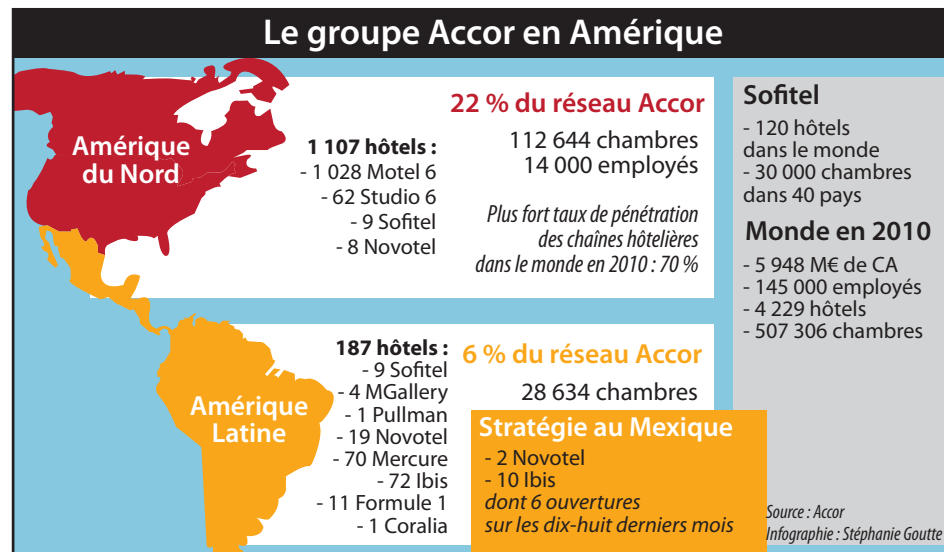 Le groupe Accor en Amérique
Amérique
du Nord
1 107 hôtels :
- 1 028 Motel 6
- 62 Studio 6
- 9 Sofitel
- 8 Novotel
22 % du réseau Accor
112 644 chambres
14 000 employés
Plus fort taux de pénétration
des chaînes hôtelières
dans le monde en 2010 : 70 %
Amérique
Latine
187 hôtels :
- 9 Sofitel
- 4 MGallery
- 1 Pullman
- 19 Novotel
- 70 Mercure
- 72 Ibis
- 11 Formule 1
- 1 Coralia
6 % du réseau Accor
28 634 chambres
Stratégie au Mexique
- 2 Novotel
- 10 Ibis
dont 6 ouvertures
sur les dix-huit derniers mois
Sofitel
- 120 hôtels
dans le monde
- 30 000 chambres
dans 40 pays
Monde en 2010
- 5 948 M€ de CA
- 145 000 employés
- 4 229 hôtels
- 507 306 chambres
Source : Accor
Infographie : Stéphanie Goutte